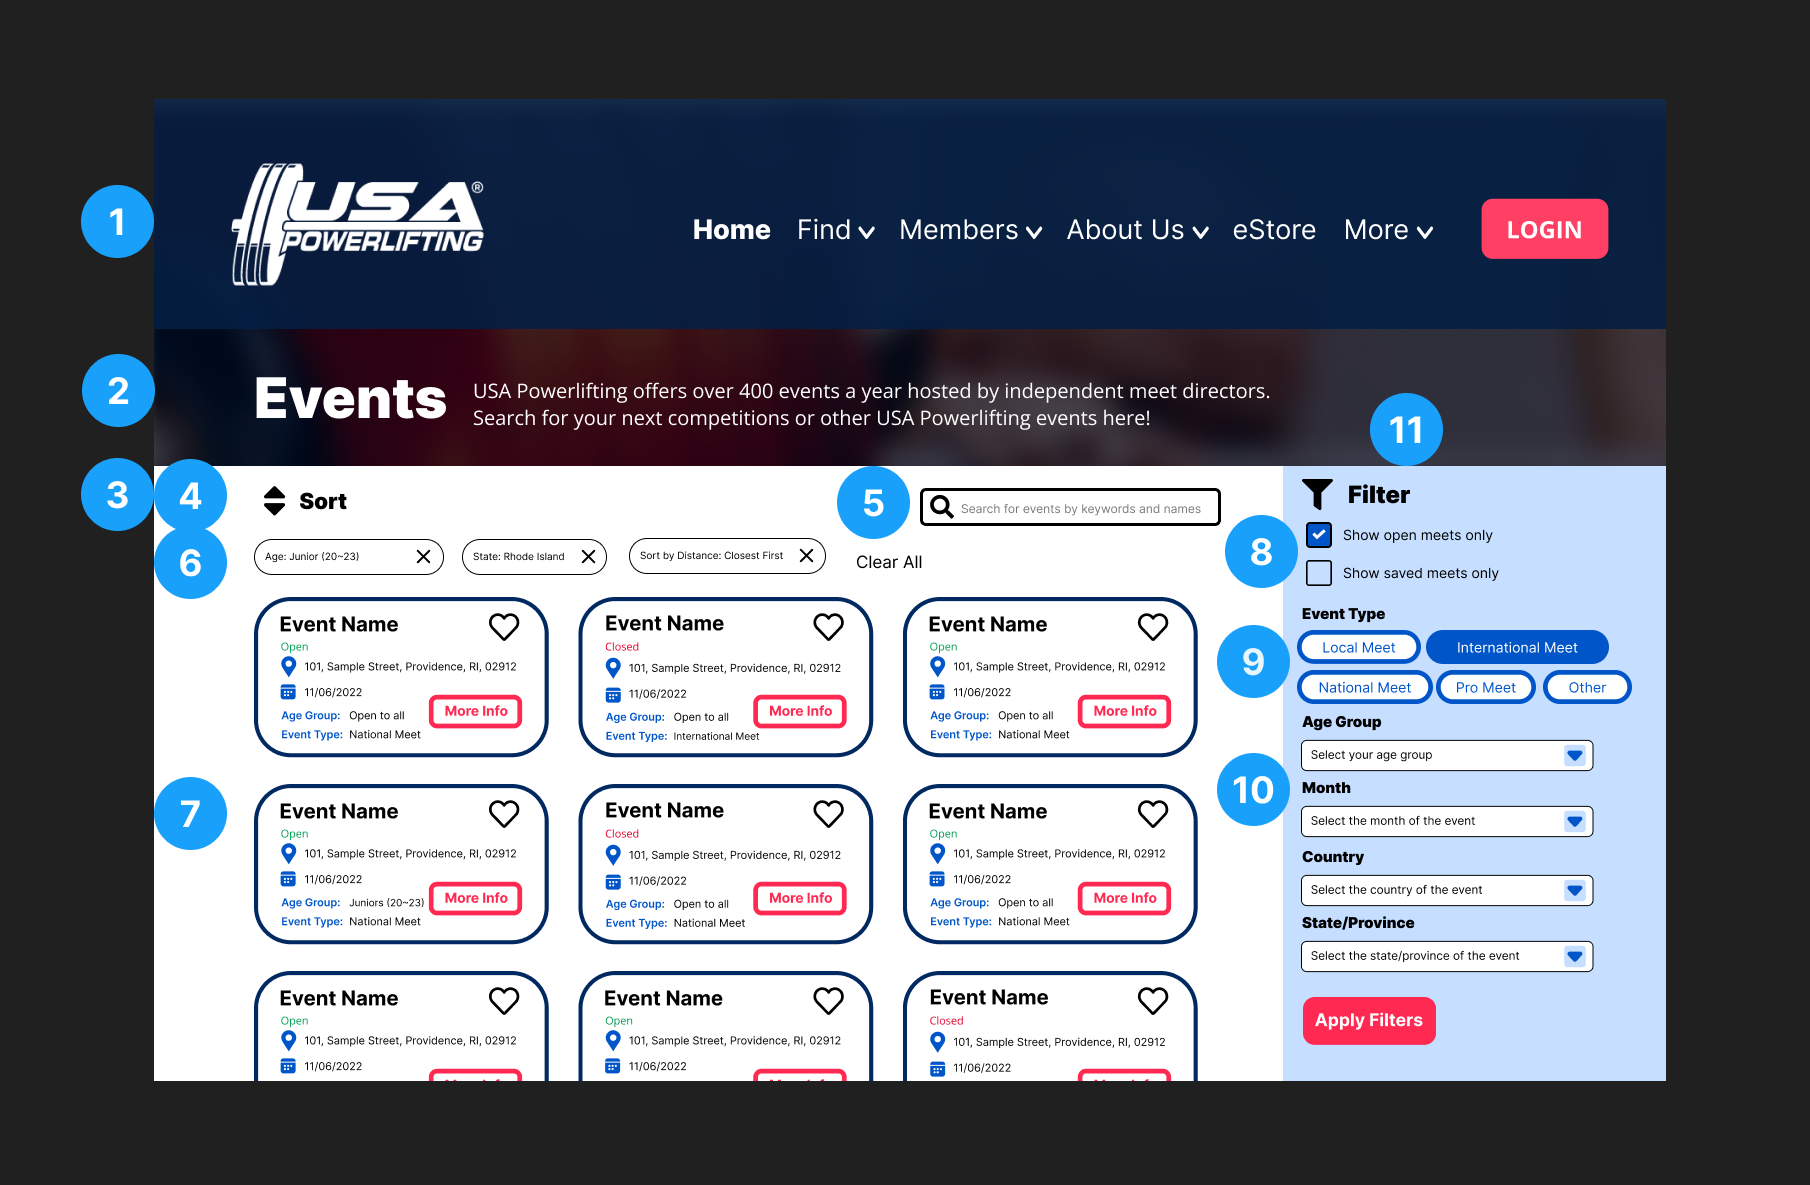 1
USA®
POWERLIFTING
Home Find Members About Us eStore More LOGIN
2
Events
USA Powerlifting offers over 400 events a year hosted by independent meet directors.
Search for your next competitions or other USA Powerlifting events here!
3
4
Sort
5
Search for events by keywords and names
6
Age: Junior (20~23)
State: Rhode Island
Sort by Distance: Closest First
Clear All
Event Name
Open
101, Sample Street, Providence, RI, 02912
11/06/2022
Age Group: Open to all
Event Type: National Meet
More Info
Event Name
Closed
101, Sample Street, Providence, RI, 02912
11/06/2022
Age Group: Open to all
Event Type: International Meet
More Info
Event Name
Open
101, Sample Street, Providence, RI, 02912
11/06/2022
Age Group: Open to all
Event Type: National Meet
More Info
7
Event Name
Open
101, Sample Street, Providence, RI, 02912
11/06/2022
Age Group: Juniors (20~23)
Event Type: National Meet
More Info
Event Name
Closed
101, Sample Street, Providence, RI, 02912
11/06/2022
Age Group: Open to all
Event Type: National Meet
More Info
Event Name
Open
101, Sample Street, Providence, RI, 02912
11/06/2022
Age Group: Open to all
Event Type: National Meet
More Info
Event Name
Open
101, Sample Street, Providence, RI, 02912
11/06/2022
Event Name
Open
101, Sample Street, Providence, RI, 02912
11/06/2022
Event Name
Closed
101, Sample Street, Providence, RI, 02912
11/06/2022
11
Filter
8
Show open meets only
Show saved meets only
Event Type
9
Local Meet
International Meet
National Meet
Pro Meet
Other
Age Group
Select your age group
10
Month
Select the month of the event
Country
Select the country of the event
State/Province
Select the state/province of the event
Apply Filters